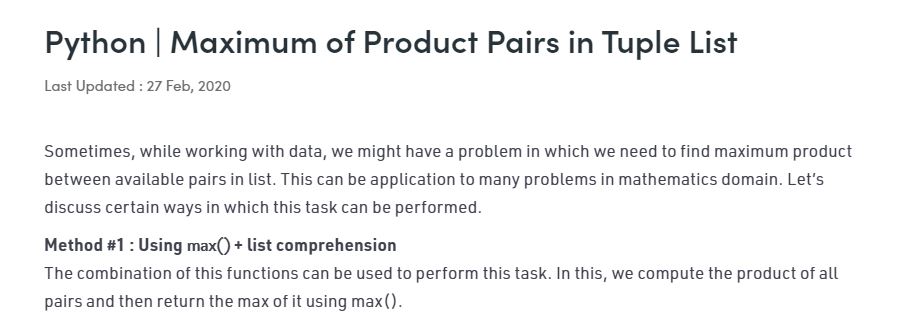 Python | Maximum of Product Pairs in Tuple List
Last Updated : 27 Feb, 2020
Sometimes, while working with data, we might have a problem in which we need to find maximum product
between available pairs in list. This can be application to many problems in mathematics domain. Let's
discuss certain ways in which this task can be performed.
Method #1 : Using max() + list comprehension
The combination of this functions can be used to perform this task. In this, we compute the product of all
pairs and then return the max of it using max().